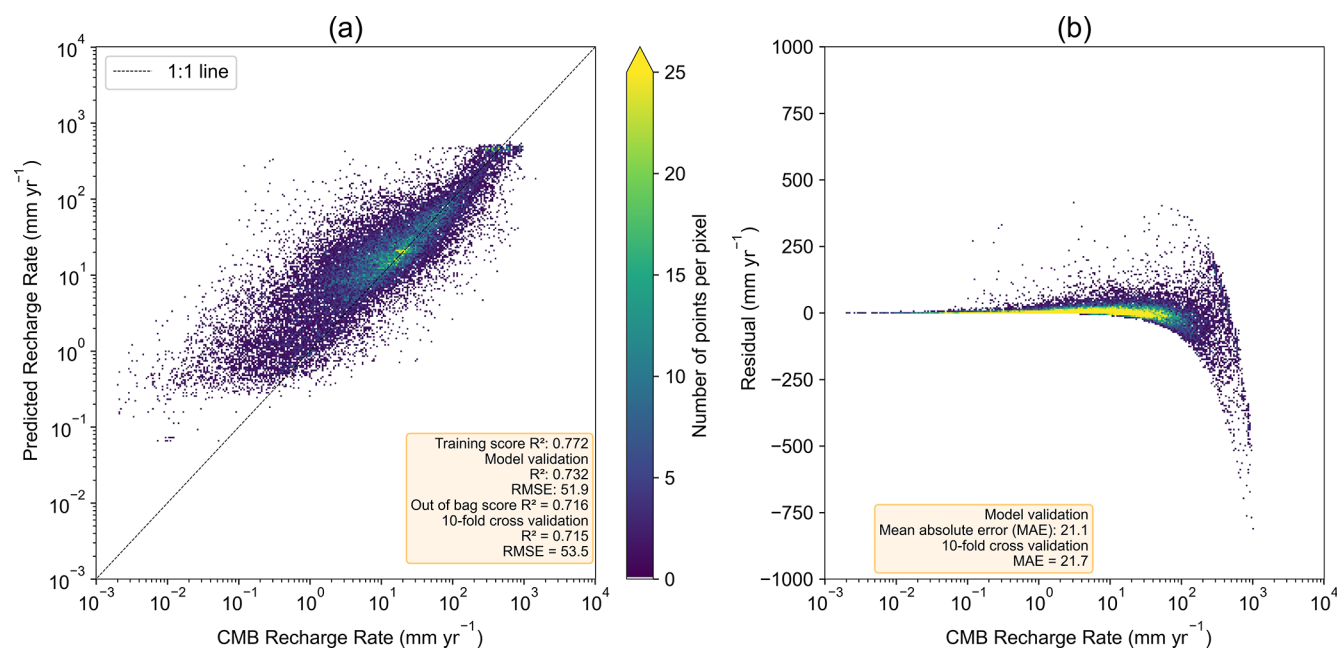 (a)
10⁴
10³
10²
10¹
10⁰
10⁻¹
10⁻²
10⁻³
Predicted Recharge Rate (mm yr⁻¹)
1:1 line
Training score R²: 0.772
Model validation
R²: 0.732
RMSE: 51.9
Out of bag score R² = 0.716
10-fold cross validation
R² = 0.715
RMSE = 53.5
10⁻³ 10⁻² 10⁻¹ 10⁰ 10¹ 10² 10³ 10⁴
CMB Recharge Rate (mm yr⁻¹)
25
20
15
10
5
0
Number of points per pixel
(b)
1000
750
500
250
0
−250
−500
−750
−1000
Residual (mm yr⁻¹)
Model validation
Mean absolute error (MAE): 21.1
10-fold cross validation
MAE = 21.7
10⁻³ 10⁻² 10⁻¹ 10⁰ 10¹ 10² 10³ 10⁴
CMB Recharge Rate (mm yr⁻¹)